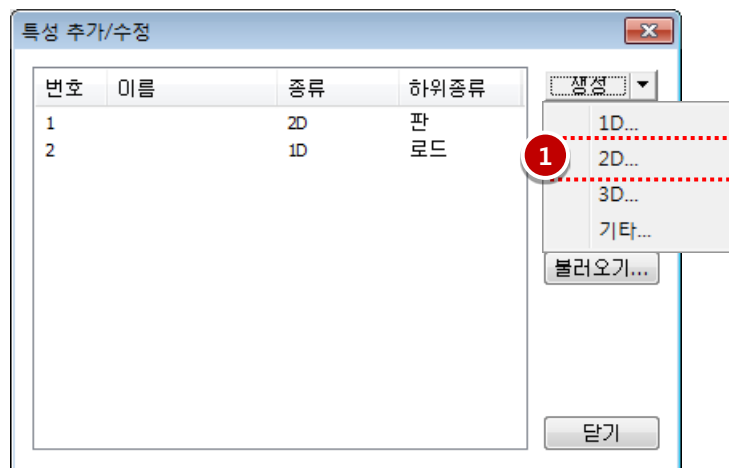 특성 추가/수정
번호 이름 종류 하위종류
1 2D 판
2 1D 로드
생성
1D...
1
2D...
3D...
기타...
불러오기...
닫기